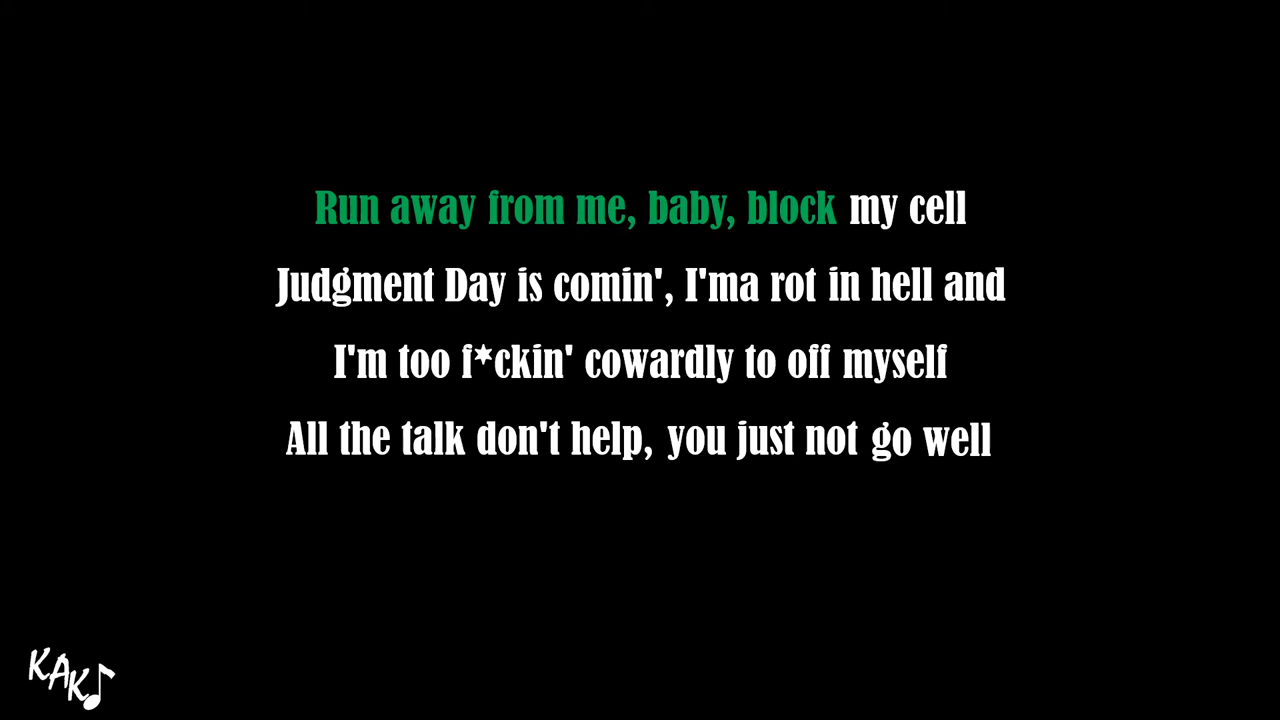 Run away from me, baby, block my cell
Judgment Day is comin', I'ma rot in hell and
I'm too f*ckin' cowardly to off myself
All the talk don't help, you just not go well
KAK